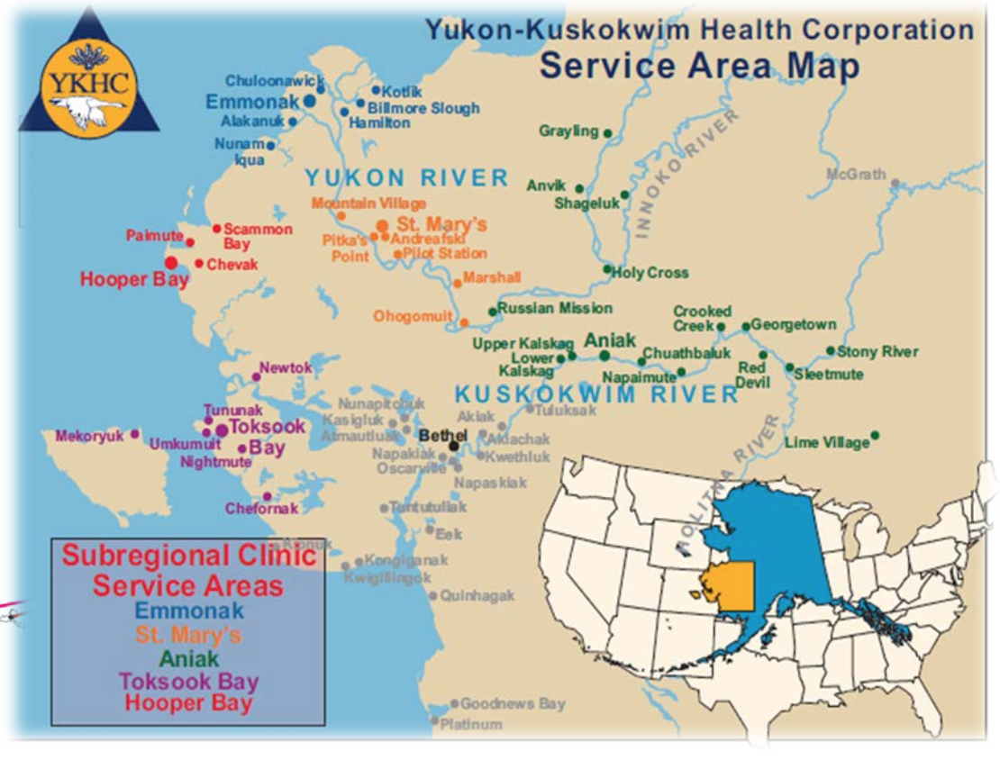 Yukon-Kuskokwim Health Corporation
Service Area Map
YKHC
Chuloonawick
Emmonak
Alakanuk
Nunam
Iqua
Kotlik
Billmore Slough
Hamilton
YUKON RIVER
Grayling
Anvik
Shageluk
INNOKO RIVER
McGrath
Mountain Village
St. Mary's
Pitka's
Point
Andreafski
Pilot Station
Marshall
Ohogomuit
Paimute
Scammon
Bay
Chevak
Hooper Bay
Holy Cross
Russian Mission
Crooked
Creek
Georgetown
Upper Kalskag
Aniak
Lower
Kalskag
Chuathbaluk
Napaimute
Red
Devil
Sleetmute
Stony River
KUSKOKWIM RIVER
Newtok
Tununak
Toksook
Bay
Mekoryuk
Umkumuit
Nightmute
Chefornak
Nunapitchuk
Kasigluk
Atmautluak
Akiak
Tuluksak
Bethel
Akiachak
Napakiak
Kwethluk
Oscarville
Napaskiak
Lime Village
HOLITNA RIVER
Tuntutuliak
Eek
Kipnuk
Kongiganak
Kwigillingok
Quinhagak
Goodnews Bay
Platinum
Subregional Clinic
Service Areas
Emmonak
St. Mary's
Aniak
Toksook Bay
Hooper Bay